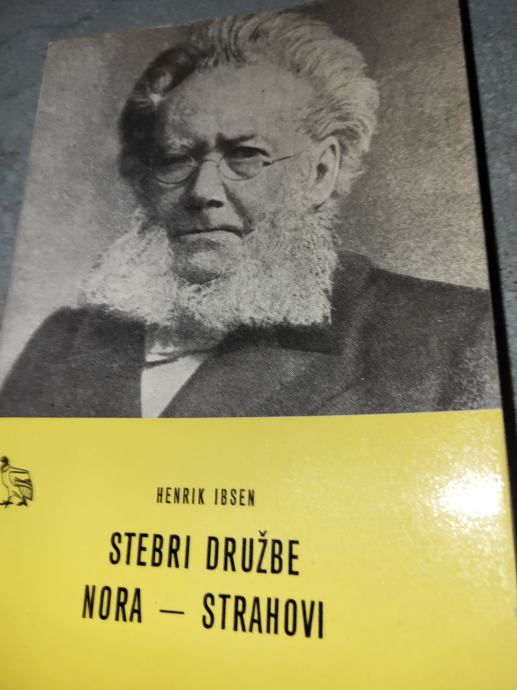 HENRIK IBSEN
STEBRI DRUŽBE
NORA — STRAHOVI